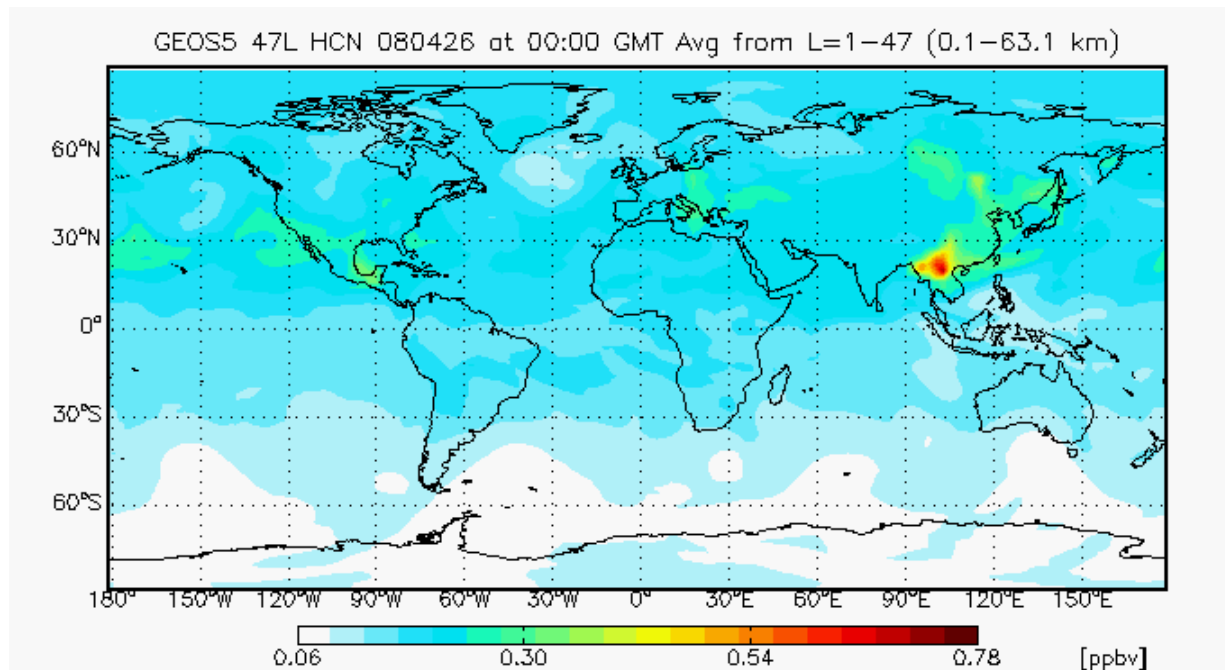 GEOS5 47L HCN 080426 at 00:00 GMT Avg from L=1-47 (0.1-63.1 km)
60°N
30°N
0°
30°S
60°S
180° 150°W 120°W 90°W 60°W 30°W 0° 30°E 60°E 90°E 120°E 150°E
0.06 0.30 0.54 0.78 [ppbv]